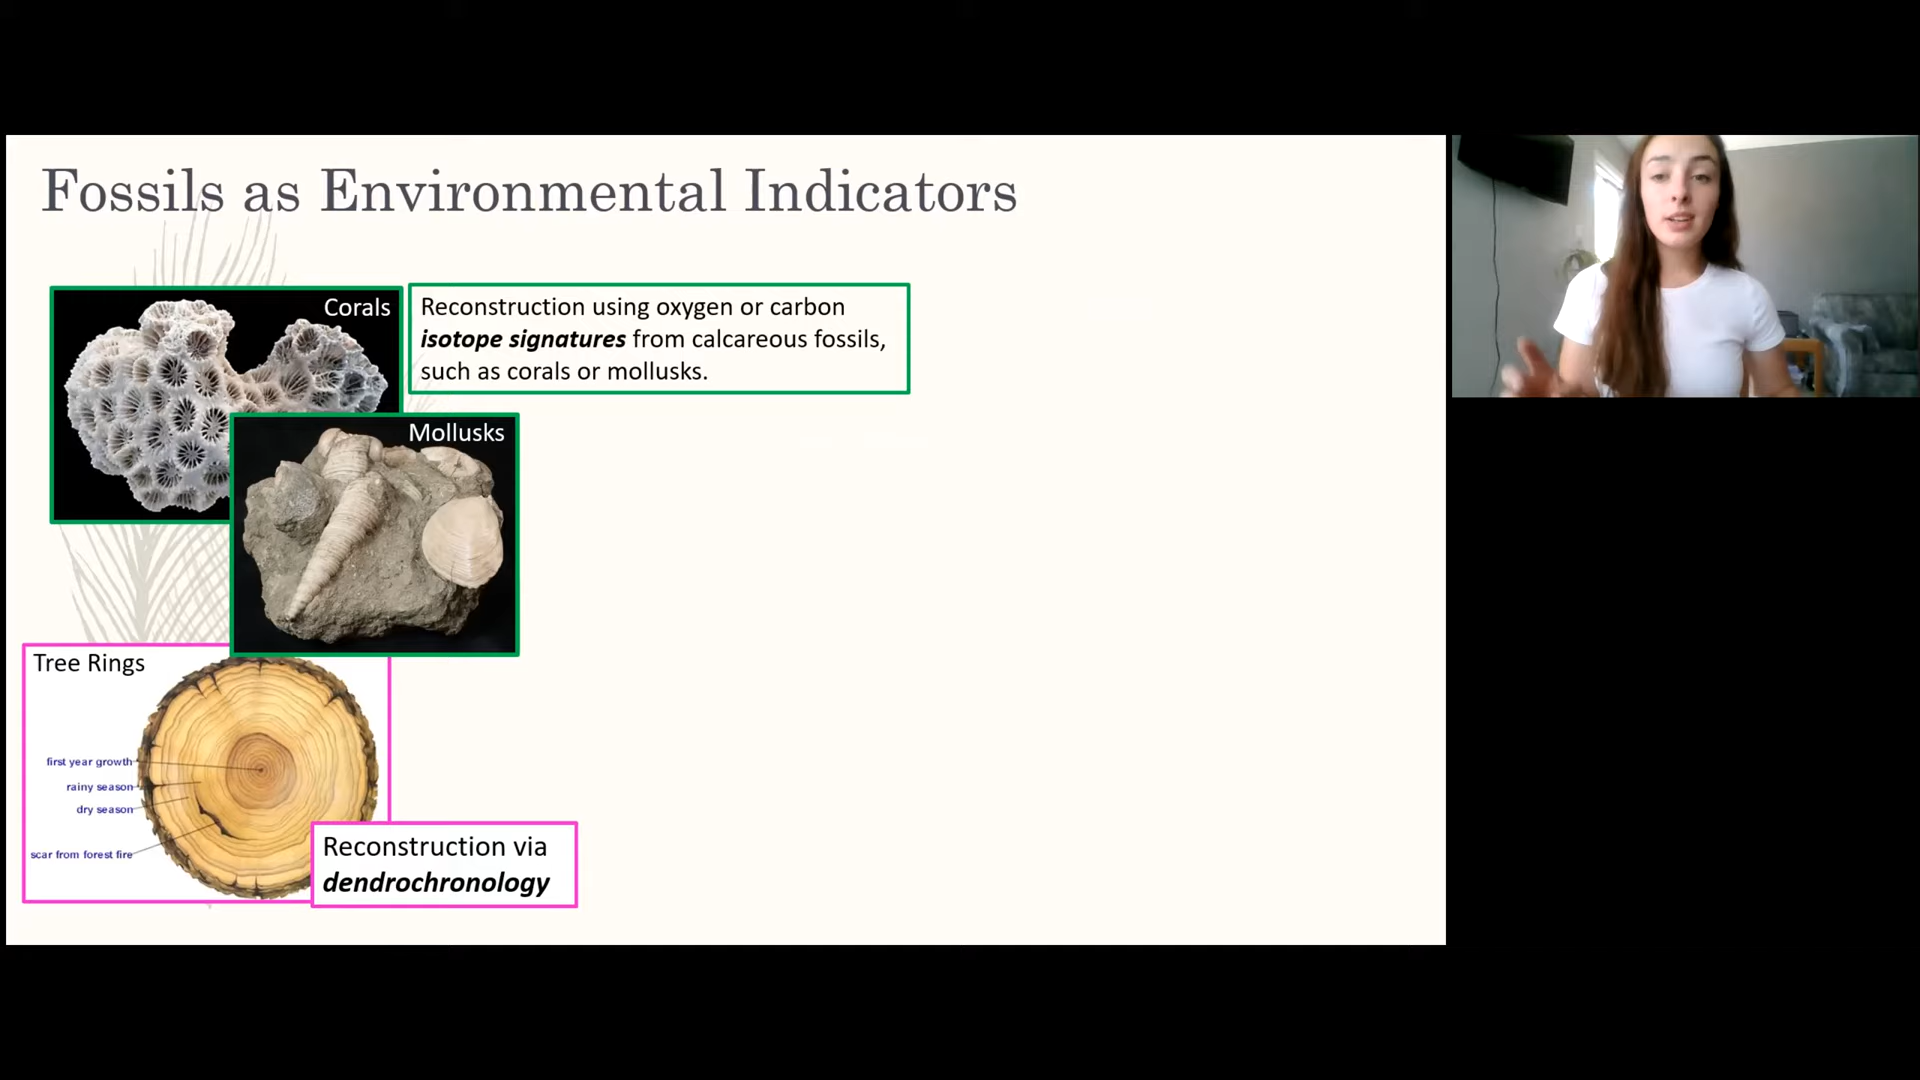 Fossils as Environmental Indicators
Corals
Reconstruction using oxygen or carbon
isotope signatures from calcareous fossils,
such as corals or mollusks.
Mollusks
Tree Rings
first year growth
rainy season
dry season
scar from forest fire
Reconstruction via
dendrochronology